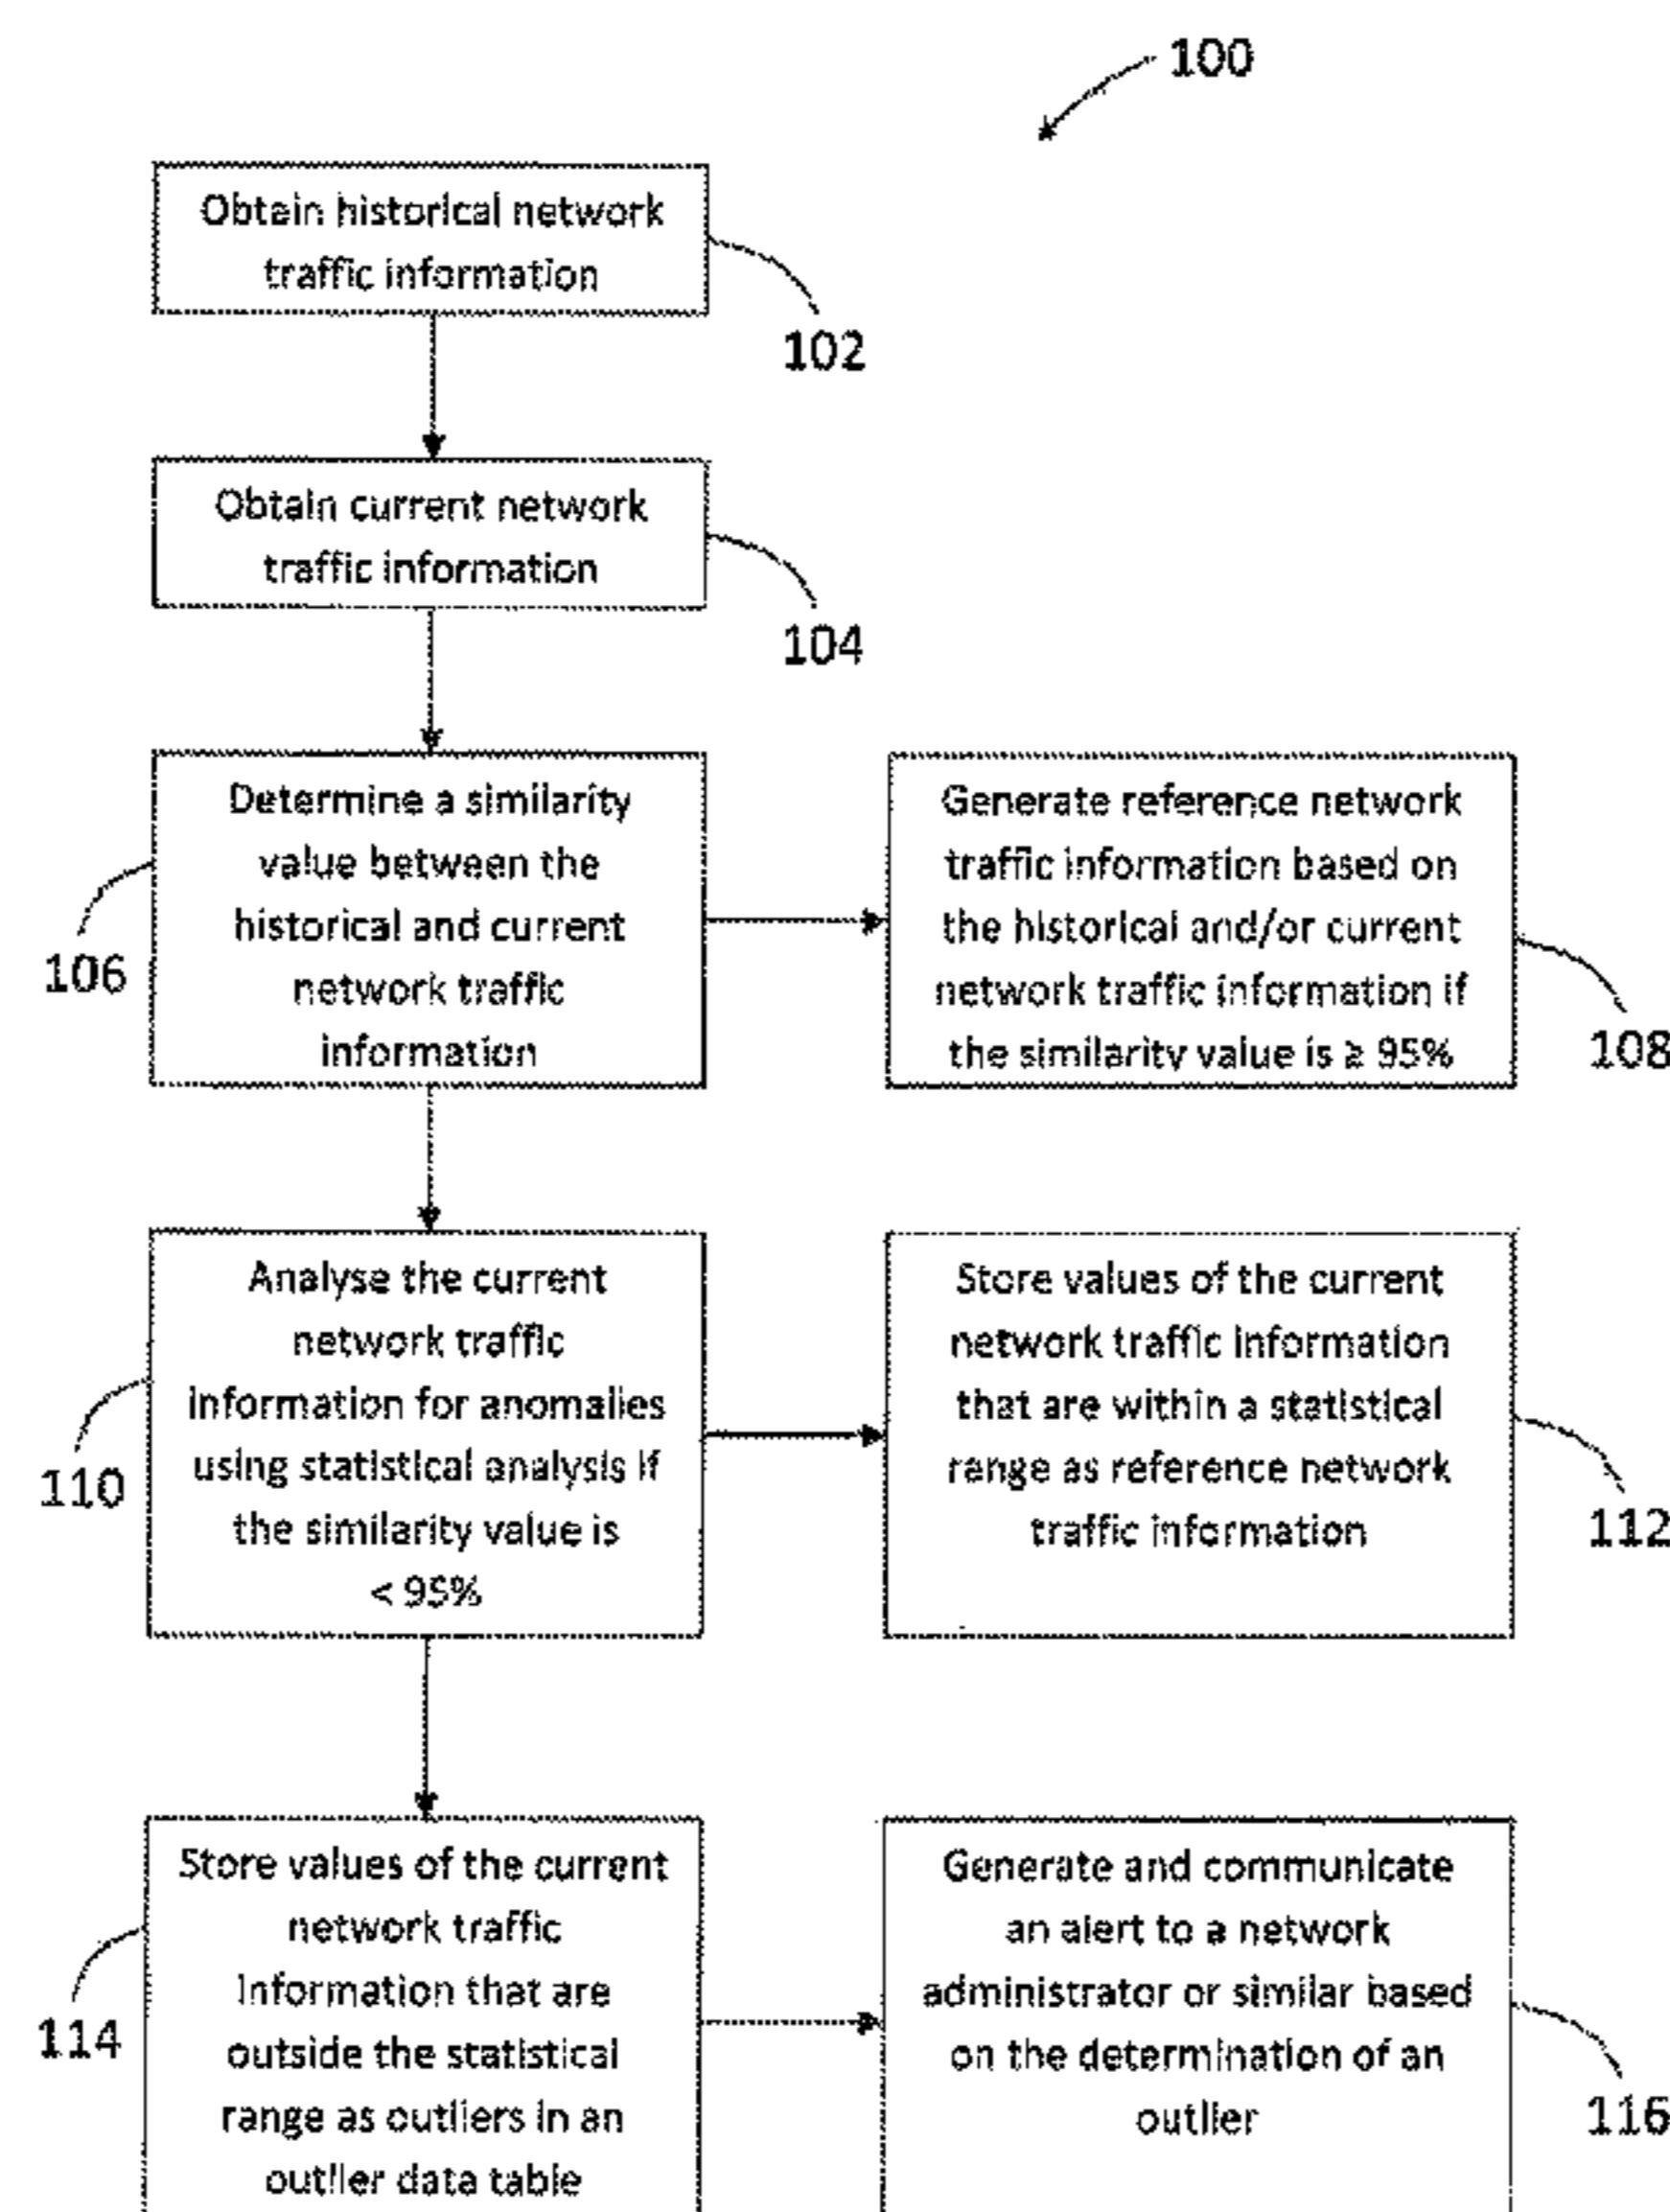 100
Obtain historical network
traffic information
102
Obtain current network
traffic information
104
Determine a similarity
value between the
historical and current
network traffic
information
106
Generate reference network
traffic information based on
the historical and/or current
network traffic information if
the similarity value is ≥ 95%
108
Analyse the current
network traffic
information for anomalies
using statistical analysis if
the similarity value is
< 95%
110
Store values of the current
network traffic information
that are within a statistical
range as reference network
traffic information
112
Store values of the current
network traffic
information that are
outside the statistical
range as outliers in an
outlier data table
114
Generate and communicate
an alert to a network
administrator or similar based
on the determination of an
outlier
116